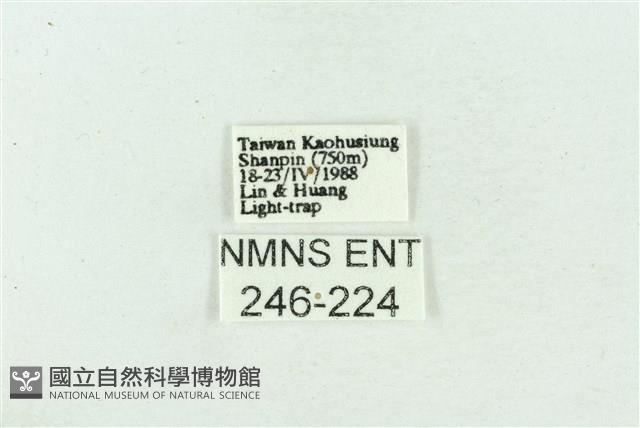 Taiwan Kaohusiung
Shanpin (750m)
18-23/IV/1988
Lin & Huang
Light-trap
NMNS ENT
246-224
國立自然科學博物館
NATIONAL MUSEUM OF NATURAL SCIENCE